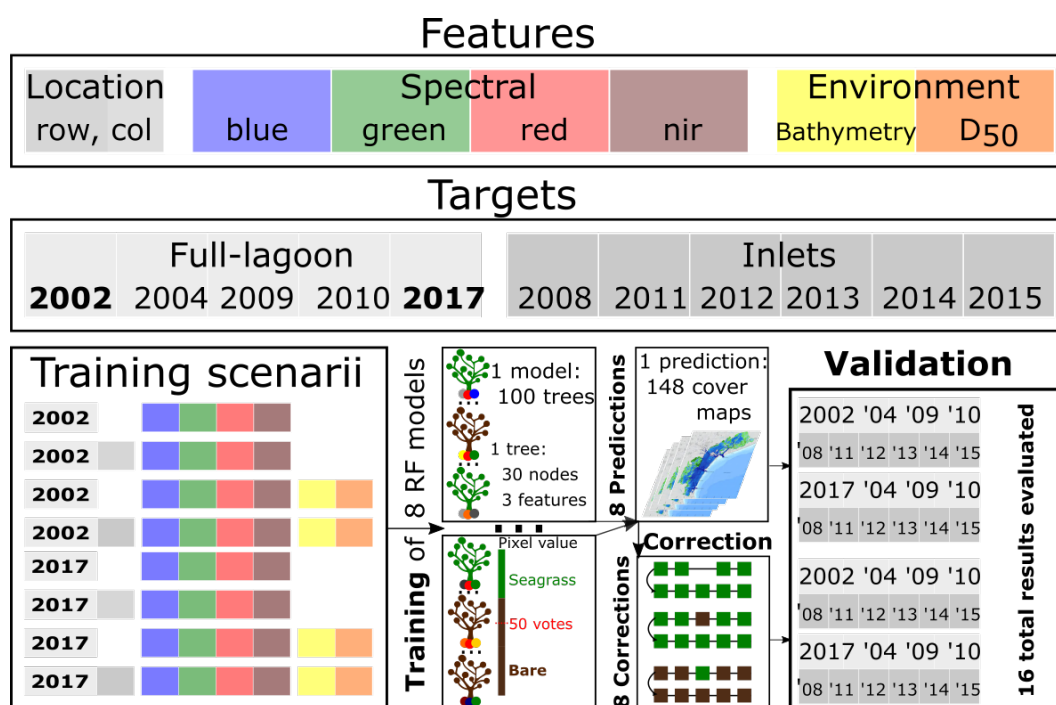 Features
Location Spectral Environment
row, col blue green red nir Bathymetry D50
Targets
Full-lagoon Inlets
2002 2004 2009 2010 2017 2008 2011 2012 2013 2014 2015
Training scenarii
2002
2002
2002
2002
2017
2017
2017
2017
Training of 8 RF models
1 model:
100 trees
1 tree:
30 nodes
3 features
Pixel value
Seagrass
50 votes
Bare
8 Predicctions
1 prediction:
148 cover
maps
Correction
8 Corrections
Validation
2002 '04 '09 '10
'08 '11 '12 '13 '14 '15
2017 '04 '09 '10
'08 '11 '12 '13 '14 '15
2002 '04 '09 '10
'08 '11 '12 '13 '14 '15
2017 '04 '09 '10
'08 '11 '12 '13 '14 '15
16 total results evaluated